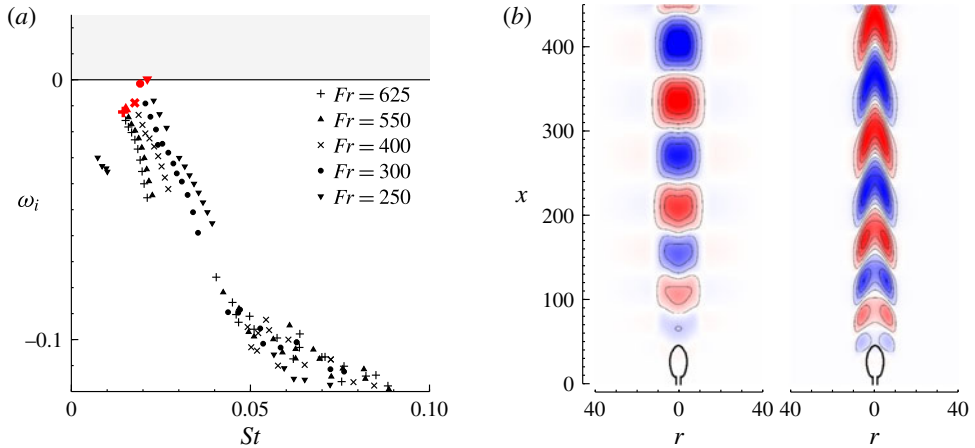 (a)
0
ω_i
−0.1
0
0.05
0.10
St
+ Fr = 625
▲ Fr = 550
× Fr = 400
● Fr = 300
▼ Fr = 250
(b)
400
300
x
200
100
0
40
0
40
40
0
40
r
r